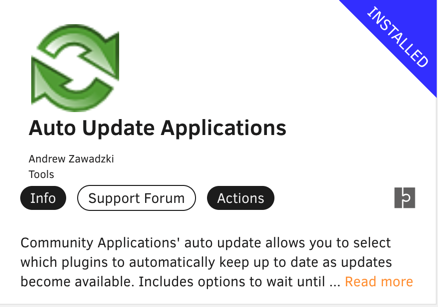 INSTALLED
Auto Update Applications
Andrew Zawadzki
Tools
Info Support Forum Actions
Community Applications' auto update allows you to select
which plugins to automatically keep up to date as updates
become available. Includes options to wait until ... Read more